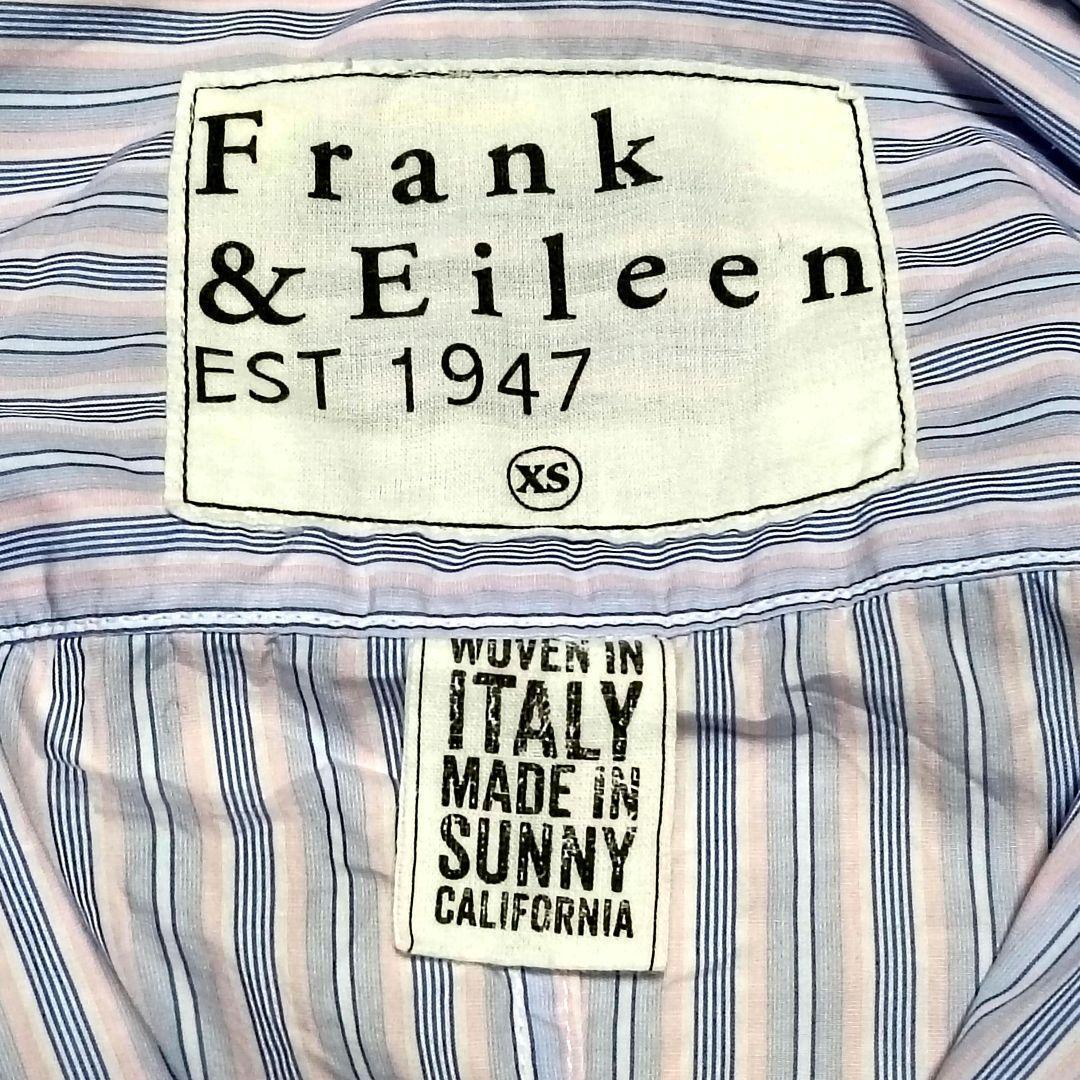 Frank
& Eileen
EST 1947
XS
WOVEN IN
ITALY
MADE IN
SUNNY
CALIFORNIA